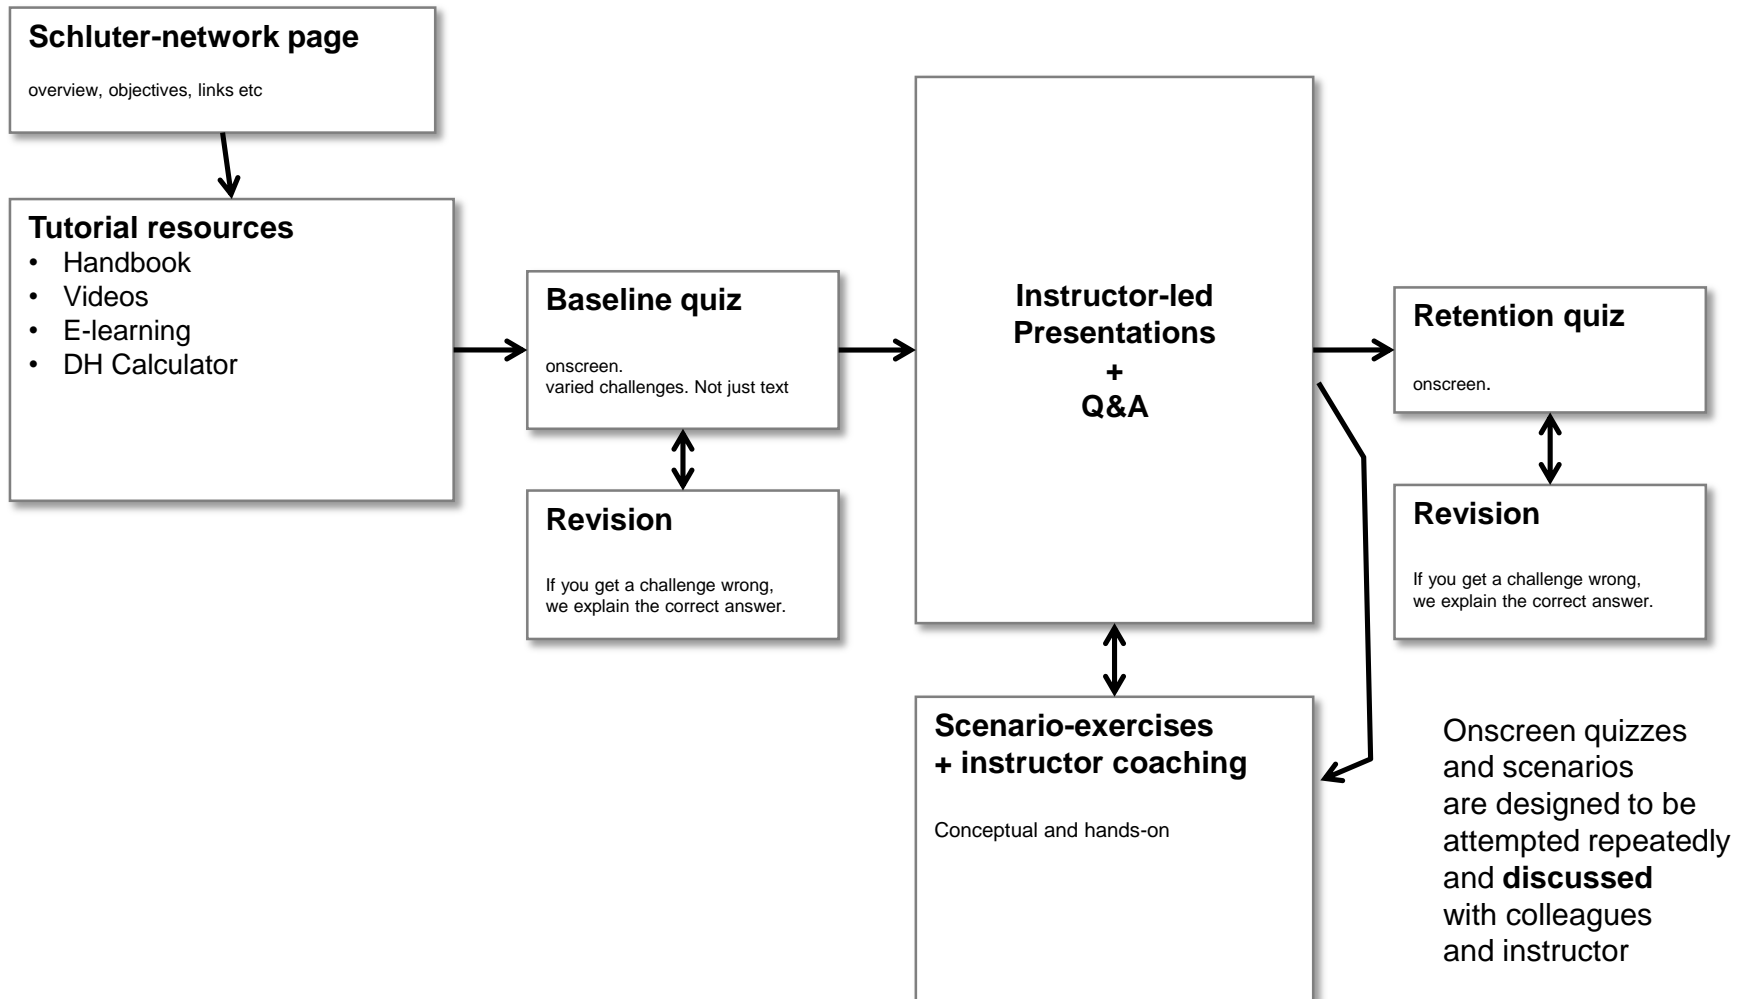 Schluter-network page
overview, objectives, links etc
Tutorial resources
• Handbook
• Videos
• E-learning
• DH Calculator
Baseline quiz
onscreen.
varied challenges. Not just text
Revision
If you get a challenge wrong,
we explain the correct answer.
Instructor-led
Presentations
+
Q&A
Scenario-exercises
+ instructor coaching
Conceptual and hands-on
Retention quiz
onscreen.
Revision
If you get a challenge wrong,
we explain the correct answer.
Onscreen quizzes
and scenarios
are designed to be
attempted repeatedly
and discussed
with colleagues
and instructor